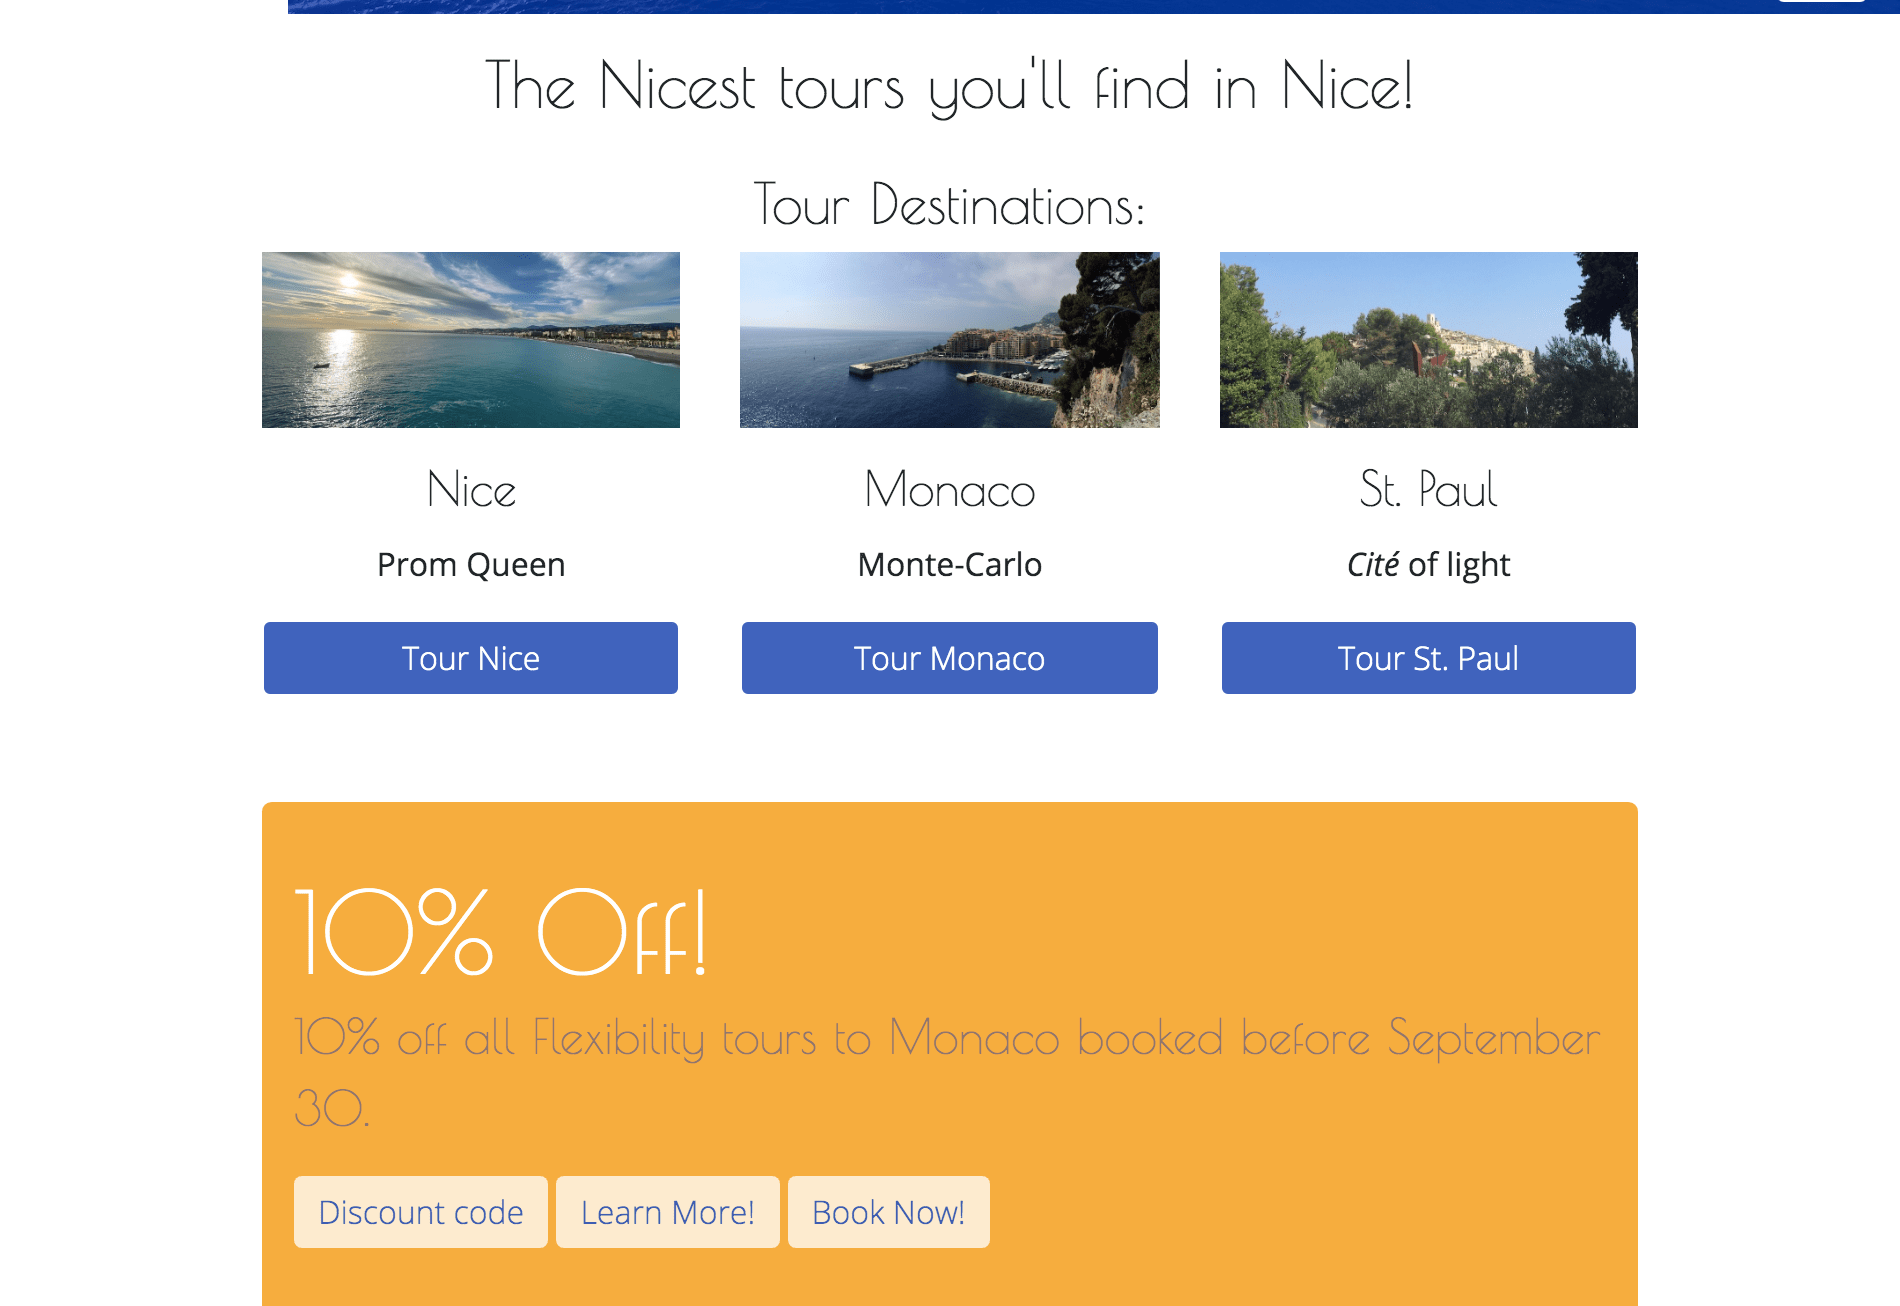 The Nicest tours you'll find in Nice!
Tour Destinations:
Nice
Monaco
St. Paul
Prom Queen
Monte-Carlo
Cité of light
Tour Nice
Tour Monaco
Tour St. Paul
10% Off!
10% off all Flexibility tours to Monaco booked before September
30.
Discount code
Learn More!
Book Now!